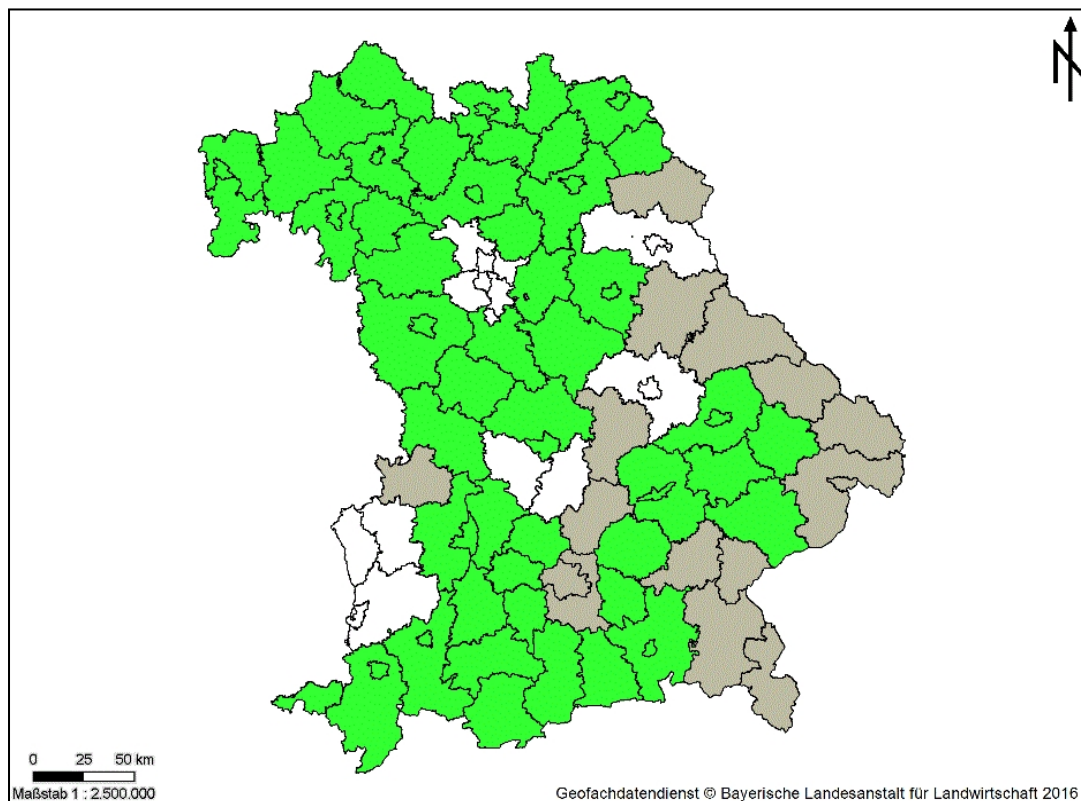 0 25 50 km
Maßstab 1 : 2.500.000
Geofachdatendienst © Bayerische Landesanstalt für Landwirtschaft 2016